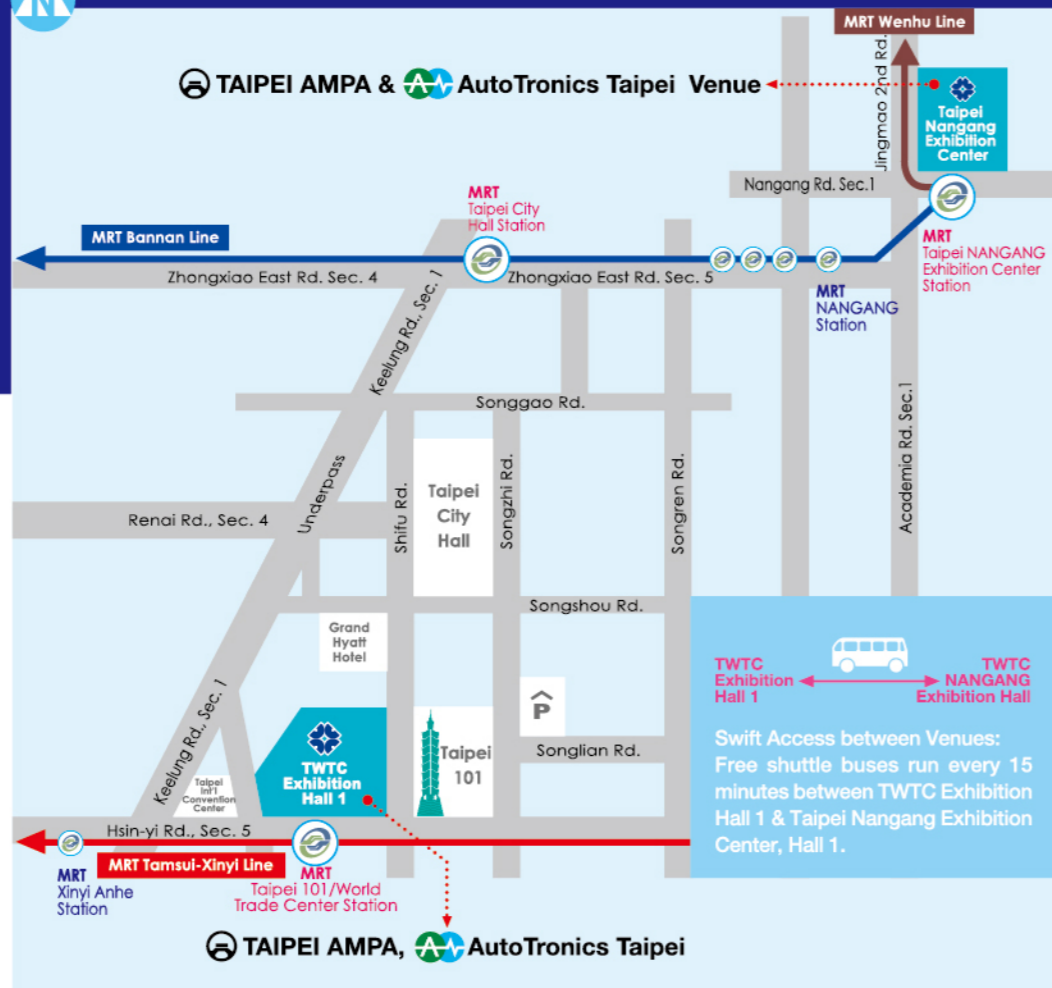 N
MRT Wenhu Line
TAIPEI AMPA & AutoTronics Taipei Venue
Jingmao 2nd Rd.
Taipei
Nangang
Exhibition
Center
Nangang Rd. Sec.1
MRT
Taipei City
Hall Station
MRT Bannan Line
MRT
Taipei NANGANG
Exhibition Center
Station
Zhongxiao East Rd. Sec. 4
Zhongxiao East Rd. Sec. 5
MRT
NANGANG
Station
Keelung Rd., Sec. 1
Songgao Rd.
Underpass
Renai Rd., Sec. 4
Shifu Rd.
Taipei
City
Hall
Songzhi Rd.
Songren Rd.
Academia Rd. Sec.1
Songshou Rd.
Grand
Hyatt
Hotel
Keelung Rd., Sec. 1
P
TWTC
Exhibition
Hall 1
Taipei
101
Songlian Rd.
Taipei
Int'l
Convention
Center
TWTC
Exhibition
Hall 1
TWTC
NANGANG
Exhibition Hall
Swift Access between Venues:
Free shuttle buses run every 15
minutes between TWTC Exhibition
Hall 1 & Taipei Nangang Exhibition
Center, Hall 1.
Hsin-yi Rd., Sec. 5
MRT Tamsui-Xinyi Line
MRT
Xinyi Anhe
Station
MRT
Taipei 101/World
Trade Center Station
TAIPEI AMPA, AutoTronics Taipei